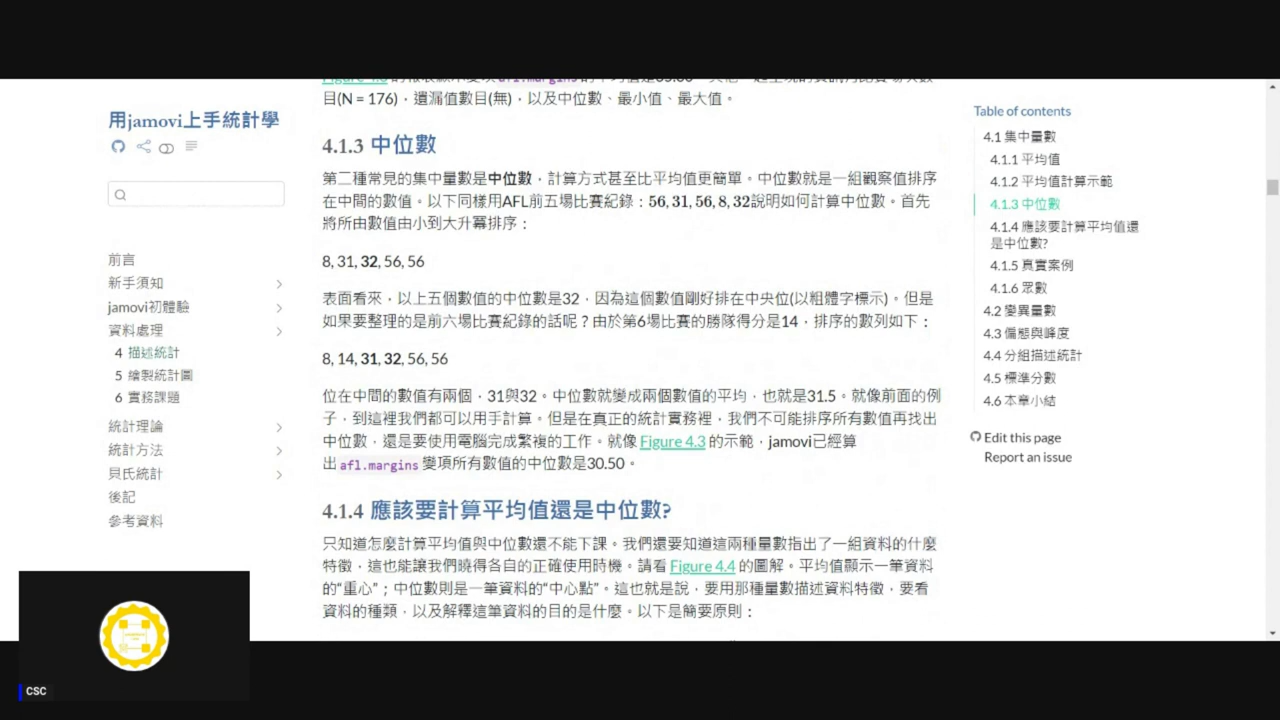 目(N = 176)，遺漏值數目(無)，以及中位數、最小值、最大值。
用jamovi上手統計學
前言
新手須知
jamovi初體驗
資料處理
4 描述統計
5 繪製統計圖
6 實務課題
統計理論
統計方法
貝氏統計
後記
參考資料
4.1.3 中位數
第二種常見的集中量數是中位數，計算方式甚至比平均值更簡單。中位數就是一組觀察值排序
在中間的數值。以下同樣用AFL前五場比賽紀錄：56, 31, 56, 8, 32說明如何計算中位數。首先
將所由數值由小到大升冪排序：
8, 31, 32, 56, 56
表面看來，以上五個數值的中位數是32，因為這個數值剛好排在中央位(以粗體字標示)。但是
如果要整理的是前六場比賽紀錄的話呢？由於第6場比賽的勝隊得分是14，排序的數列如下：
8, 14, 31, 32, 56, 56
位在中間的數值有兩個，31與32。中位數就變成兩個數值的平均，也就是31.5。就像前面的例
子，到這裡我們都可以用手計算。但是在真正的統計實務裡，我們不可能排序所有數值再找出
中位數，還是要使用電腦完成繁複的工作。就像 Figure 4.3 的示範，jamovi已經算
出 afl.margins 變項所有數值的中位數是30.50。
4.1.4 應該要計算平均值還是中位數?
只知道怎麼計算平均值與中位數還不能下課。我們還要知道這兩種量數指出了一組資料的什麼
特徵，這也能讓我們曉得各自的正確使用時機。請看 Figure 4.4 的圖解。平均值顯示一筆資料
的“重心”；中位數則是一筆資料的“中心點”。這也就是說，要用那種量數描述資料特徵，要看
資料的種類，以及解釋這筆資料的目的是什麼。以下是簡要原則：
Table of contents
4.1 集中量數
4.1.1 平均值
4.1.2 平均值計算示範
4.1.3 中位數
4.1.4 應該要計算平均值還
是中位數?
4.1.5 真實案例
4.1.6 眾數
4.2 變異量數
4.3 偏態與峰度
4.4 分組描述統計
4.5 標準分數
4.6 本章小結
Edit this page
Report an issue
CSC